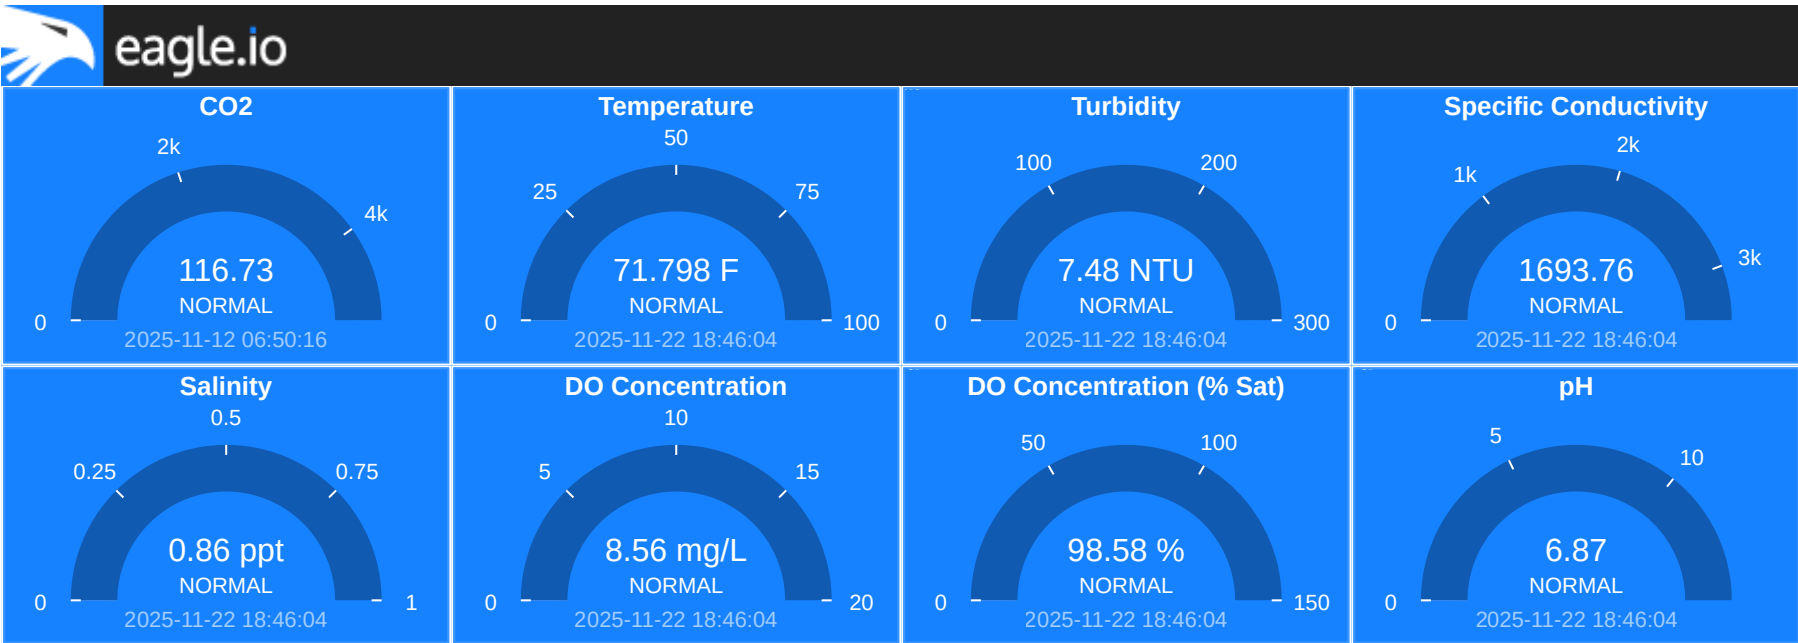 eagle.io
CO2
2k
4k
0
116.73
NORMAL
2025-11-12 06:50:16
Temperature
50
25
75
0
100
71.798 F
NORMAL
2025-11-22 18:46:04
Turbidity
100
200
0
300
7.48 NTU
NORMAL
2025-11-22 18:46:04
Specific Conductivity
2k
1k
3k
0
1693.76
NORMAL
2025-11-22 18:46:04
Salinity
0.5
0.25
0.75
0
1
0.86 ppt
NORMAL
2025-11-22 18:46:04
DO Concentration
10
5
15
0
20
8.56 mg/L
NORMAL
2025-11-22 18:46:04
DO Concentration (% Sat)
50
100
0
150
98.58 %
NORMAL
2025-11-22 18:46:04
pH
5
10
0
6.87
NORMAL
2025-11-22 18:46:04